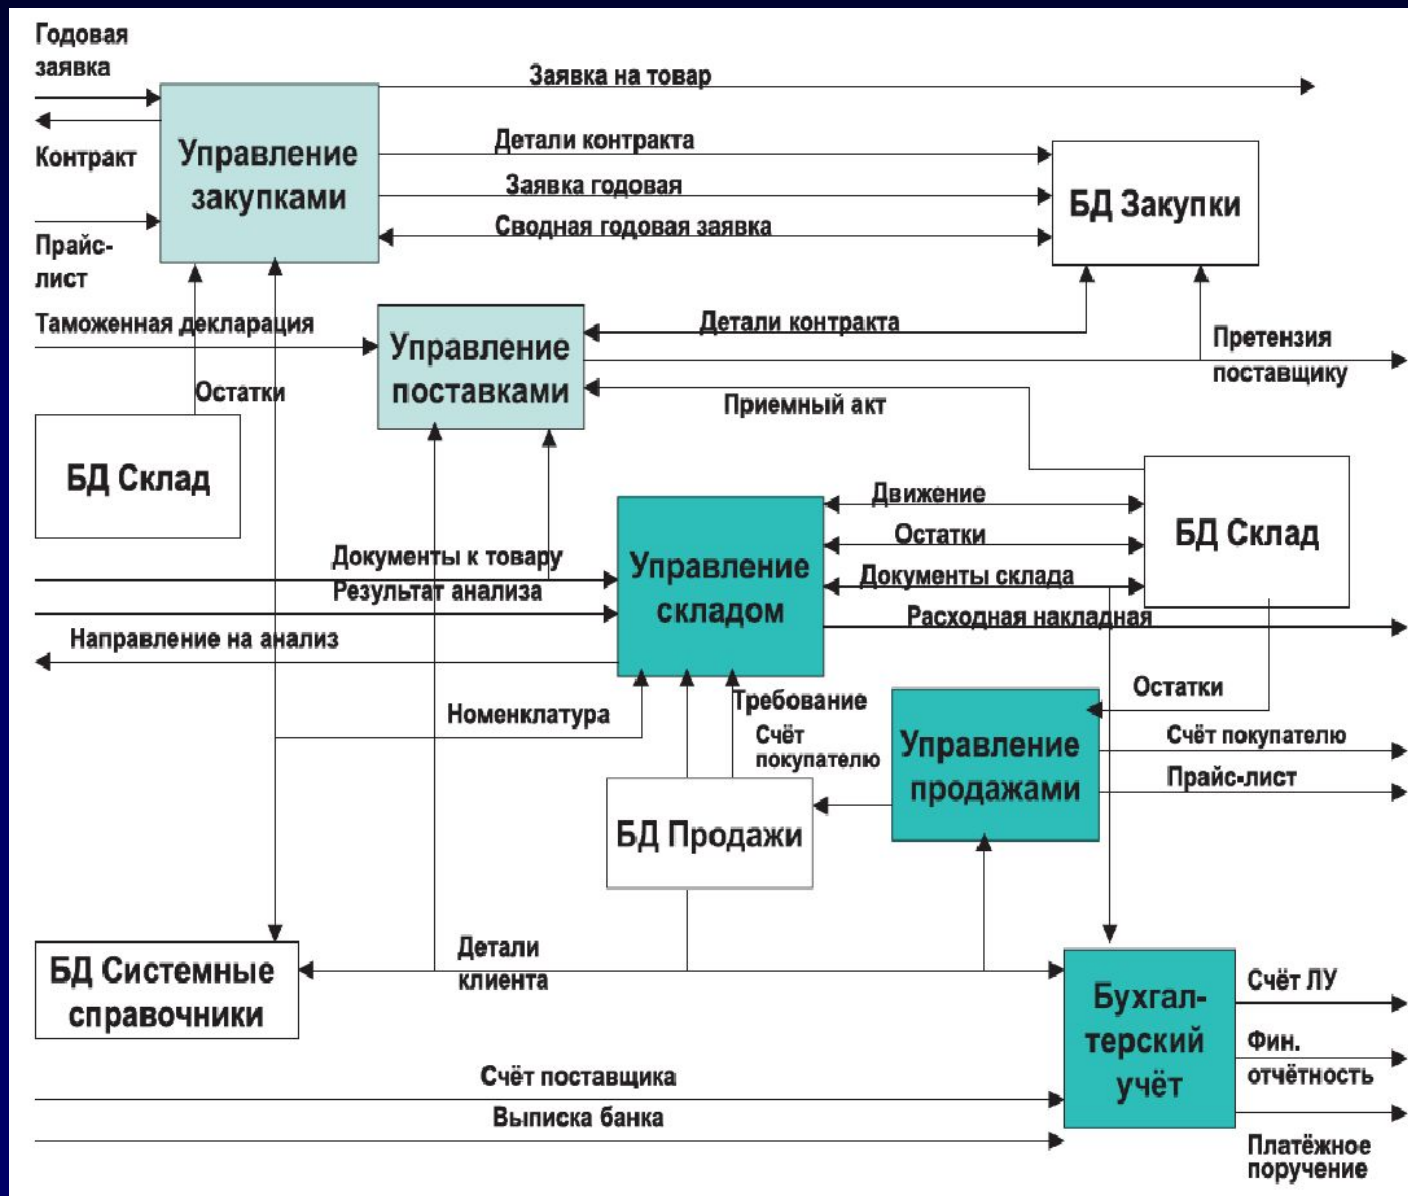 Годовая
заявка
Заявка на товар
Управление
закупками
Контракт
Прайс-
лист
Детали контракта
Заявка годовая
Сводная годовая заявка
БД Закупки
Таможенная декларация
Управление
поставками
Детали контракта
Претензия
поставщику
Остатки
Приемный акт
БД Склад
Движение
Остатки
Документы склада
БД Склад
Документы к товару
Результат анализа
Управление
складом
Расходная накладная
Направление на анализ
Номенклатура
Требование
Счёт
покупателю
Остатки
Управление
продажами
Счёт покупателю
Прайс-лист
БД Продажи
БД Системные
справочники
Детали
клиента
Бухгал-
терский
учёт
Счёт ЛУ
Фин.
отчётность
Платёжное
поручение
Счёт поставщика
Выписка банка